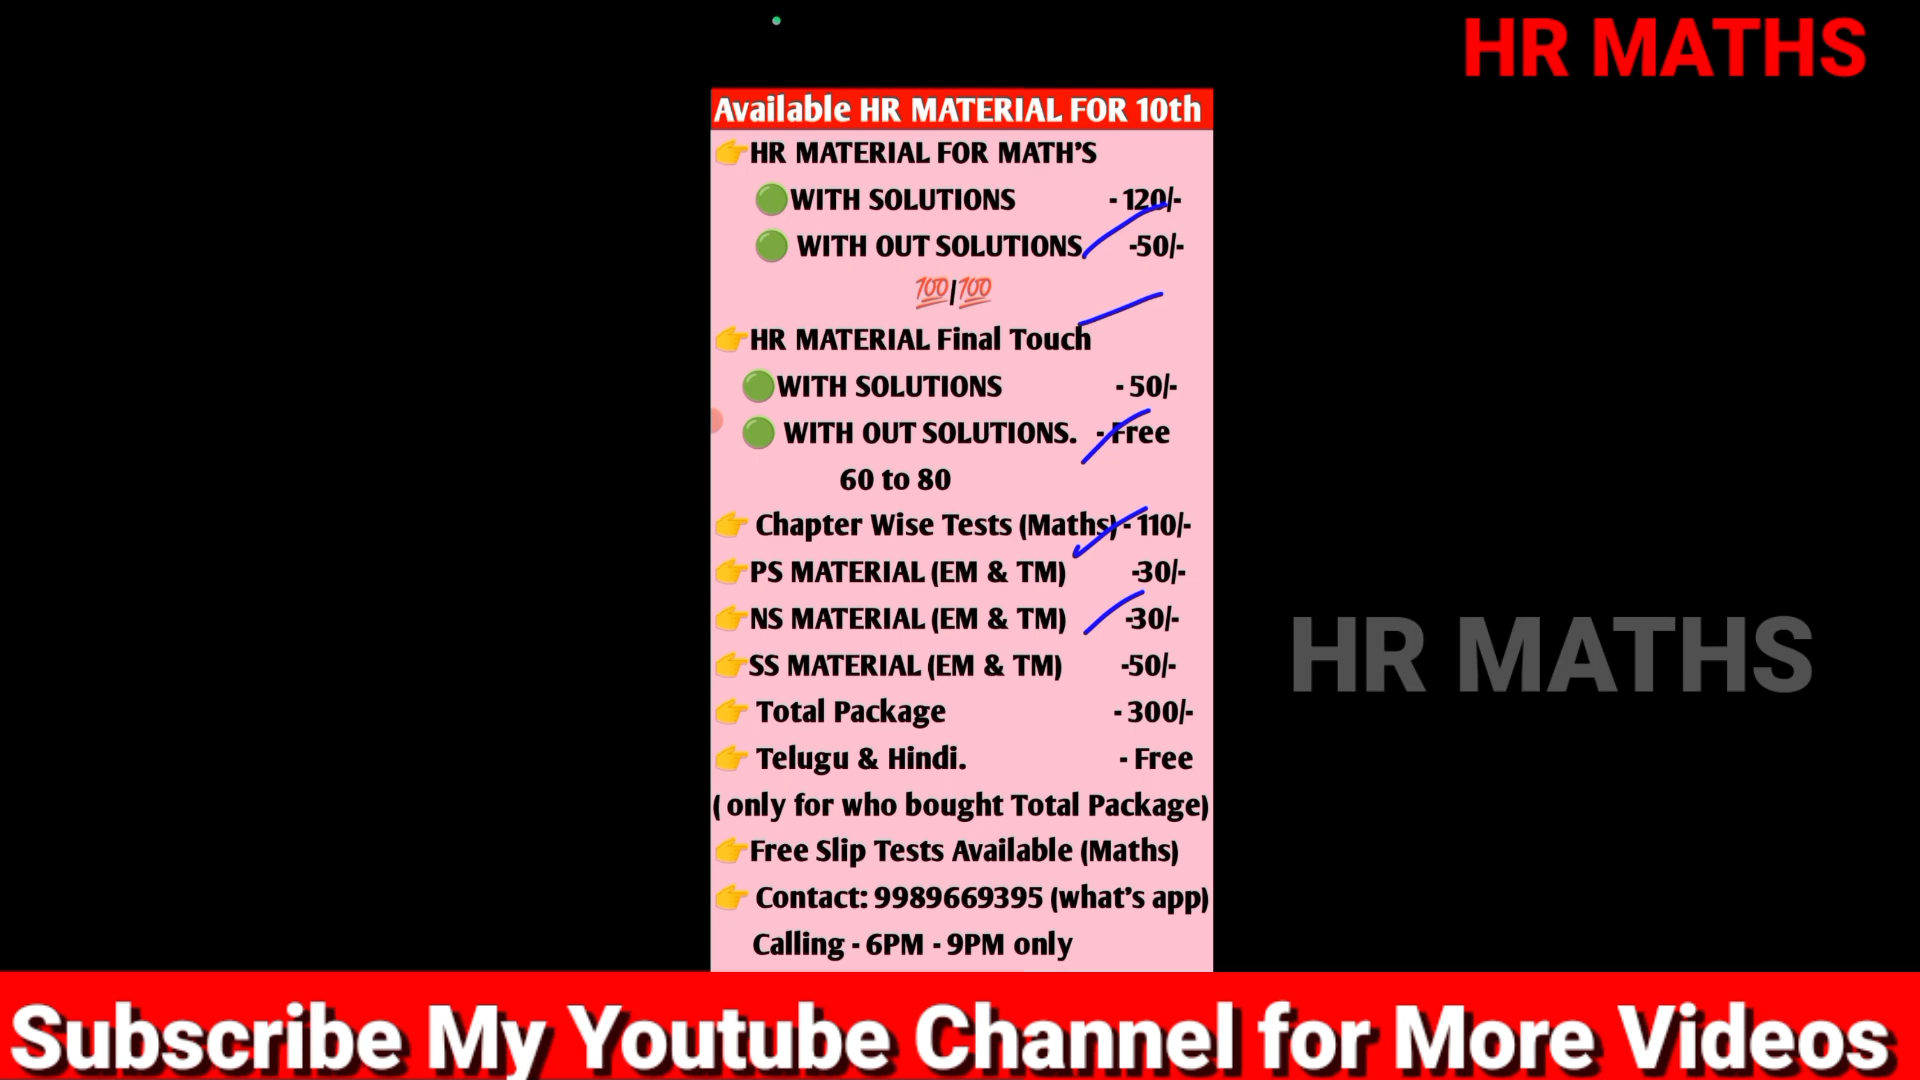 HR MATHS
Available HR MATERIAL FOR 10th
👉HR MATERIAL FOR MATH'S
🟢WITH SOLUTIONS - 120/-
🟢 WITH OUT SOLUTIONS -50/-
💯/💯
👉HR MATERIAL Final Touch
🟢WITH SOLUTIONS - 50/-
🟢 WITH OUT SOLUTIONS. - Free
60 to 80
👉 Chapter Wise Tests (Maths) - 110/-
👉PS MATERIAL (EM & TM) -30/-
👉NS MATERIAL (EM & TM) -30/-
👉SS MATERIAL (EM & TM) -50/-
👉 Total Package - 300/-
👉 Telugu & Hindi. - Free
( only for who bought Total Package)
👉Free Slip Tests Available (Maths)
👉 Contact: 9989669395 (what's app)
Calling - 6PM - 9PM only
HR MATHS
Subscribe My Youtube Channel for More Videos